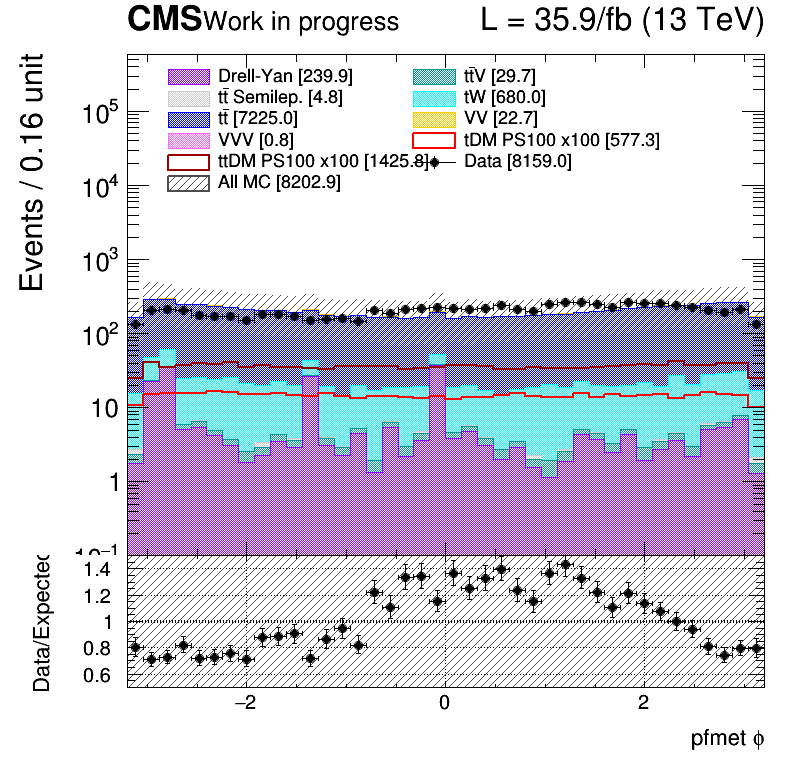 CMS Work in progress L = 35.9/fb (13 TeV)
Events / 0.16 unit
Drell-Yan [239.9] tt̄V [29.7]
tt̄ Semilep. [4.8] tW [680.0]
tt̄ [7225.0] VV [22.7]
VVV [0.8] tDM PS100 x100 [577.3]
ttDM PS100 x100 [1425.8] Data [8159.0]
All MC [8202.9]
10⁵
10⁴
10³
10²
10
1
10⁻¹
Data/Expected
1.4
1.2
1
0.8
0.6
−2 0 2
pfmet ϕ